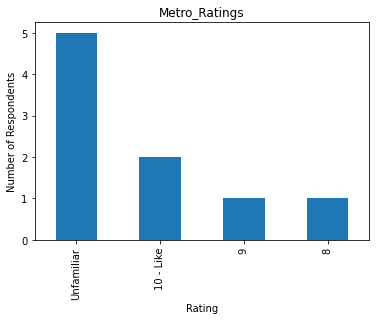 Metro_Ratings
Number of Respondents
5
4
3
2
1
0
Unfamiliar
10 - Like
9
8
Rating